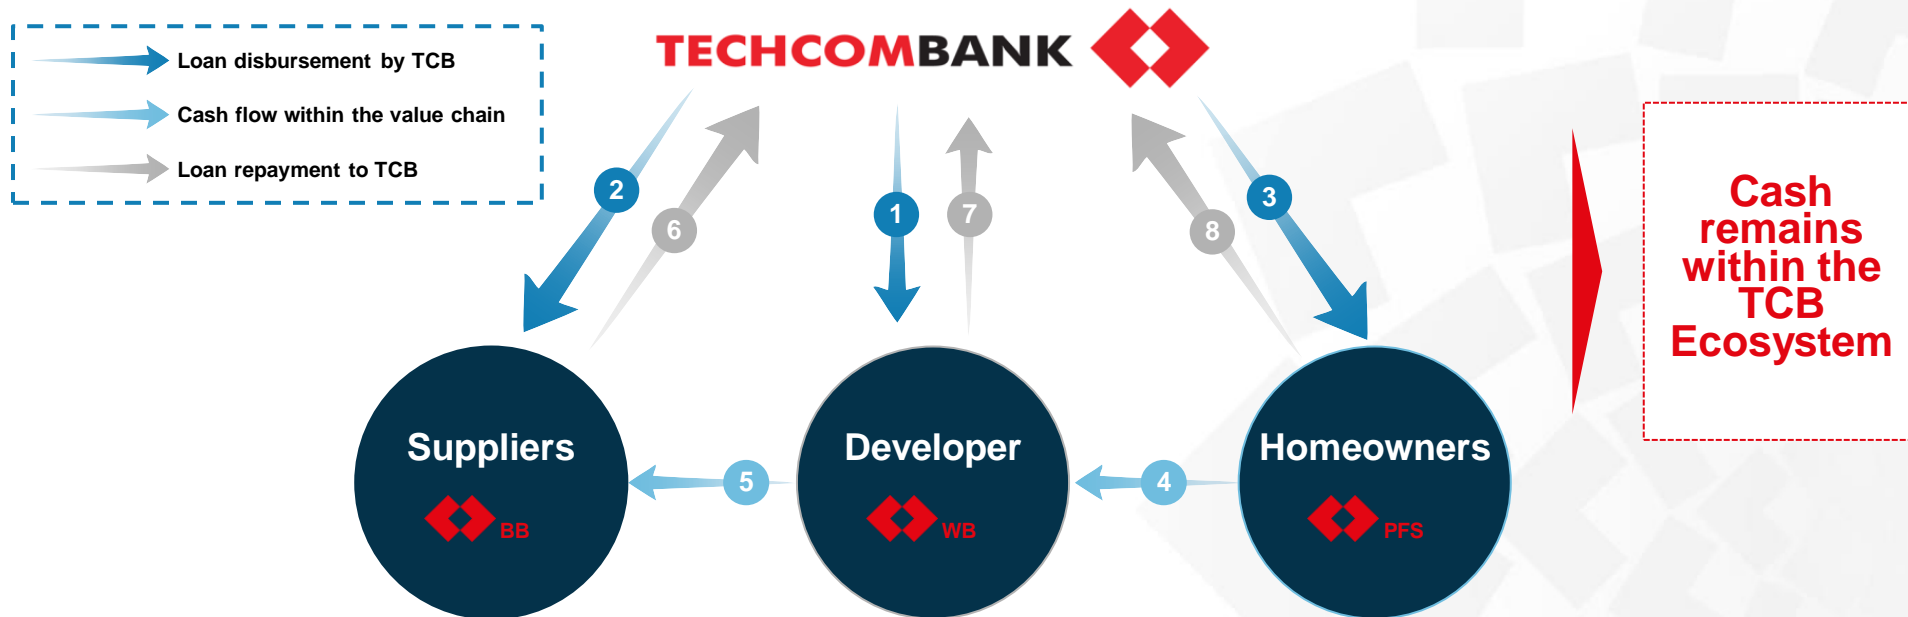 TECHCOMBANK
Loan disbursement by TCB
Cash flow within the value chain
Loan repayment to TCB
2
6
1
7
8
3
Cash
remains
within the
TCB
Ecosystem
Suppliers
BB
5
Developer
WB
4
Homeowners
PFS